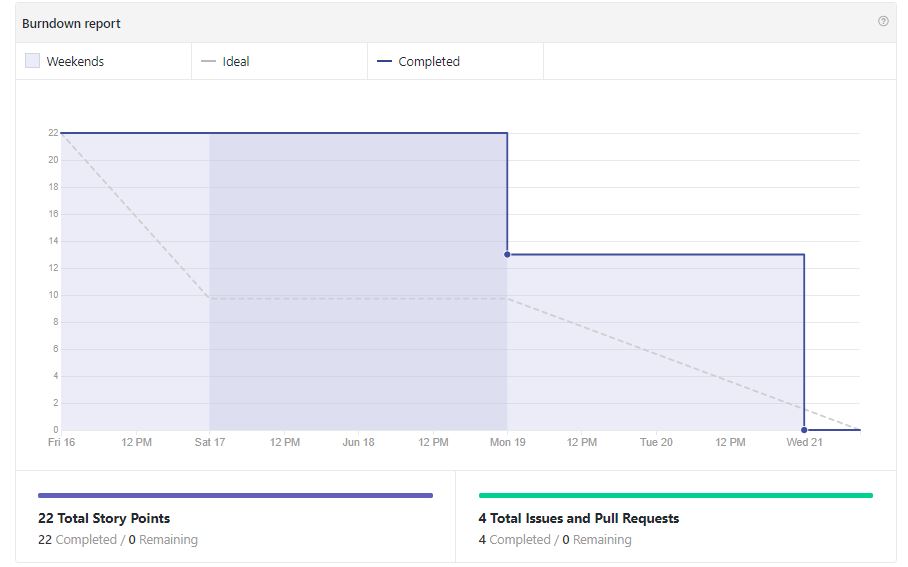 Burndown report
Weekends
Ideal
Completed
22
20
18
16
14
12
10
8
6
4
2
0
Fri 16 12 PM Sat 17 12 PM Jun 18 12 PM Mon 19 12 PM Tue 20 12 PM Wed 21
22 Total Story Points
22 Completed / 0 Remaining
4 Total Issues and Pull Requests
4 Completed / 0 Remaining